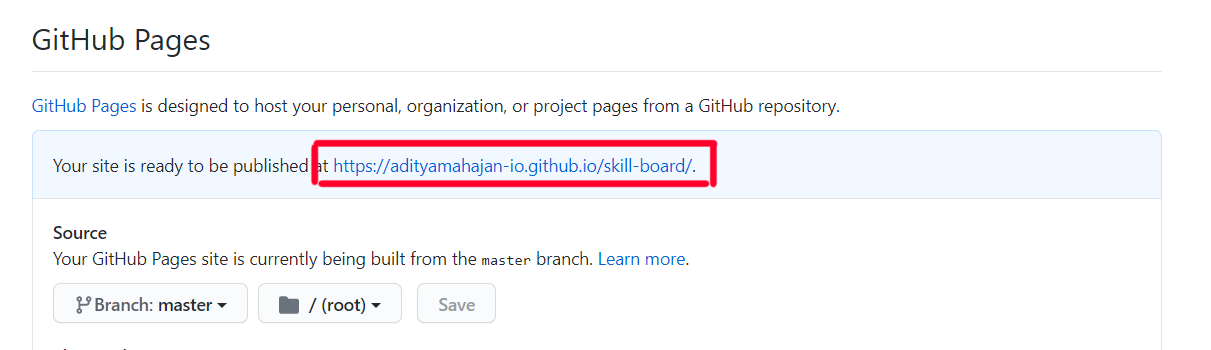 GitHub Pages
GitHub Pages is designed to host your personal, organization, or project pages from a GitHub repository.
Your site is ready to be published at https://adityamahajan-io.github.io/skill-board/.
Source
Your GitHub Pages site is currently being built from the master branch. Learn more.
Branch: master / (root) Save